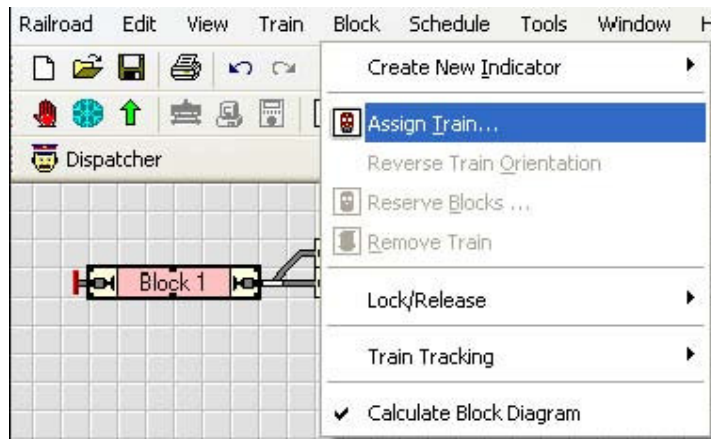 Railroad Edit View Train Block Schedule Tools Window
Create New Indicator
Assign Train...
Dispatcher
Reverse Train Orientation
Reserve Blocks ...
Remove Train
Block 1
Lock/Release
Train Tracking
Calculate Block Diagram